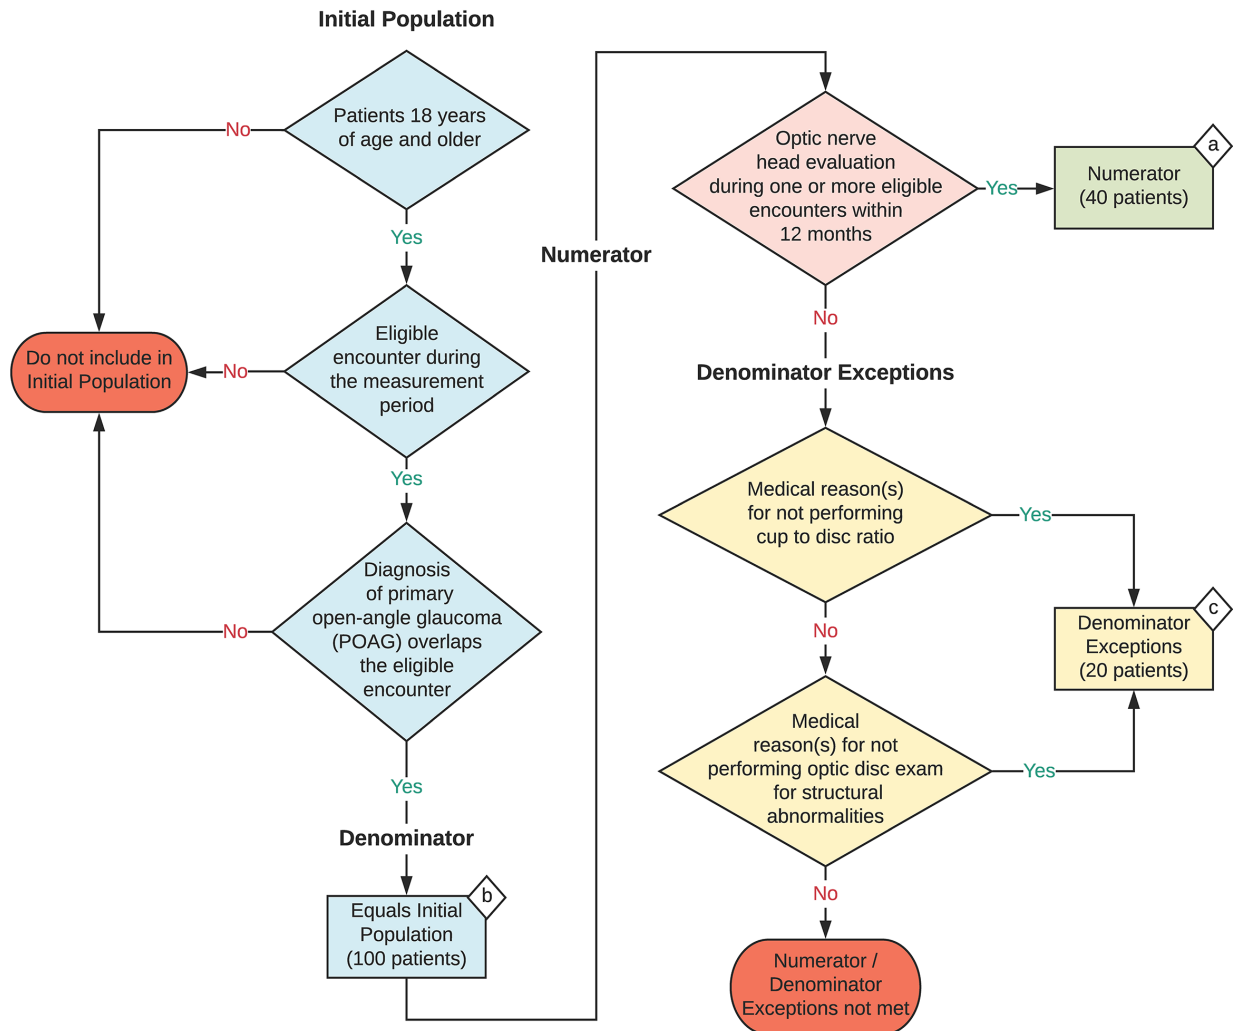 Initial Population
Patients 18 years
of age and older
No
Yes
Eligible
encounter during
the measurement
period
No
Do not include in
Initial Population
Yes
Diagnosis
of primary
open-angle glaucoma
(POAG) overlaps
the eligible
encounter
No
Yes
Denominator
b
Equals Initial
Population
(100 patients)
Numerator
Optic nerve
head evaluation
during one or more eligible
encounters within
12 months
Yes
a
Numerator
(40 patients)
No
Denominator Exceptions
Medical reason(s)
for not performing
cup to disc ratio
Yes
c
Denominator
Exceptions
(20 patients)
No
Medical
reason(s) for not
performing optic disc exam
for structural
abnormalities
Yes
No
Numerator /
Denominator
Exceptions not met